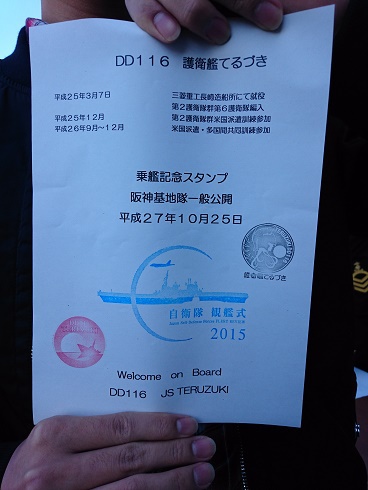 DD116 護衛艦てるづき
平成25年3月7日 三菱重工長崎造船所にて就役
第2護衛隊群第6護衛隊編入
平成25年12月 第2護衛隊群米国派遣訓練参加
平成26年9月～12月 米国派遣・多国間共同訓練参加
乗艦記念スタンプ
阪神基地隊一般公開
平成27年10月25日
護衛艦てるづき
自衛隊 観艦式
2015
Welcome on Board
DD116 JS TERUZUKI